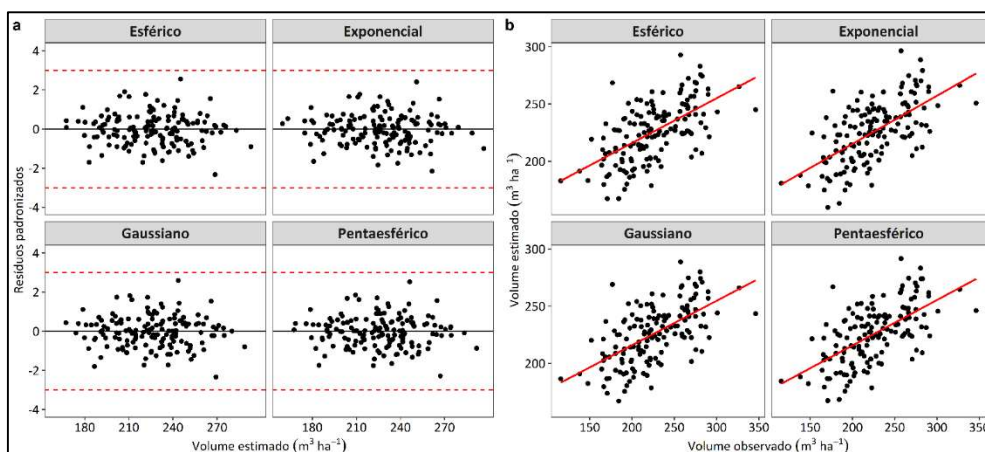 a
Esférico
Exponencial
4
2
0
-2
-4
Gaussiano
Pentaesférico
4
2
0
-2
-4
Resíduos padronizados
180 210 240 270
180 210 240 270
Volume estimado (m³ ha⁻¹)
b
Esférico
Exponencial
300
250
200
Gaussiano
Pentaesférico
300
250
200
Volume estimado (m³ ha⁻¹)
100 150 200 250 300 350
100 150 200 250 300 350
Volume observado (m³ ha⁻¹)